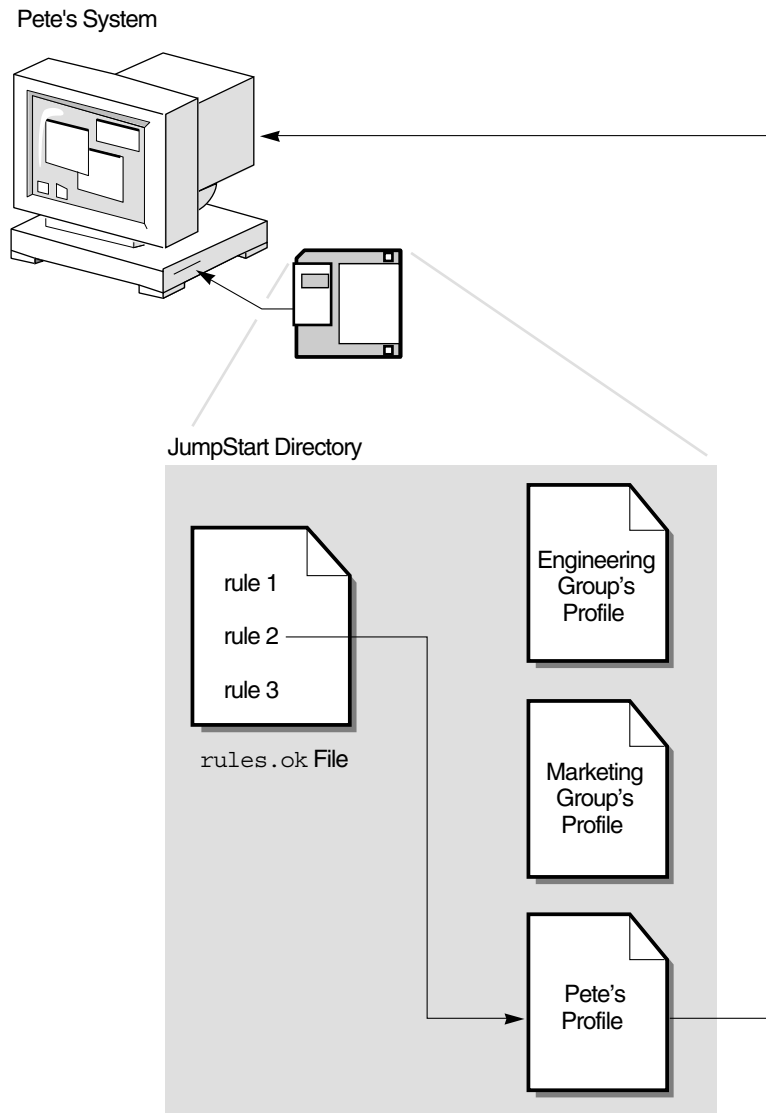 Pete's System
JumpStart Directory
rule 1
rule 2
rule 3
rules.ok File
Engineering
Group's
Profile
Marketing
Group's
Profile
Pete's
Profile